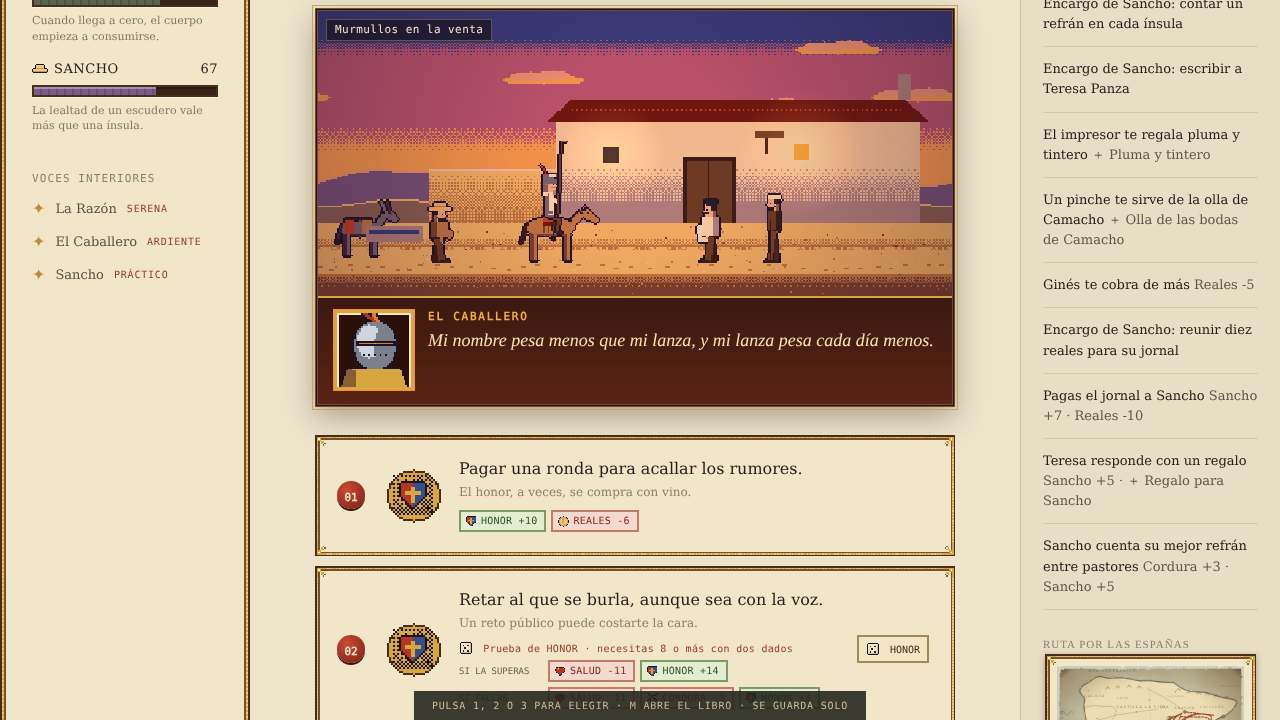 Cuando llega a cero, el cuerpo
empieza a consumirse.
SANCHO 67
La lealtad de un escudero vale
más que una ínsula.
VOCES INTERIORES
La Razón SERENA
El Caballero ARDIENTE
Sancho PRÁCTICO
Murmullos en la venta
EL CABALLERO
Mi nombre pesa menos que mi lanza, y mi lanza pesa cada día menos.
01
Pagar una ronda para acallar los rumores.
El honor, a veces, se compra con vino.
HONOR +10 REALES -6
02
Retar al que se burla, aunque sea con la voz.
Un reto público puede costarte la cara.
Prueba de HONOR · necesitas 8 o más con dos dados
HONOR
SI LA SUPERAS SALUD -11 HONOR +14
PULSA 1, 2 O 3 PARA ELEGIR · M ABRE EL LIBRO · SE GUARDA SOLO
Encargo de Sancho: contar un
refrán en cada ínsula
Encargo de Sancho: escribir a
Teresa Panza
El impresor te regala pluma y
tintero + Pluma y tintero
Un pinche te sirve de la olla de
Camacho + Olla de las bodas
de Camacho
Ginés te cobra de más Reales -5
Encargo de Sancho: reunir diez
reales para su jornal
Pagas el jornal a Sancho Sancho
+7 · Reales -10
Teresa responde con un regalo
Sancho +5 · + Regalo para
Sancho
Sancho cuenta su mejor refrán
entre pastores Cordura +3 ·
Sancho +5
RUTA POR LAS ESPAÑAS